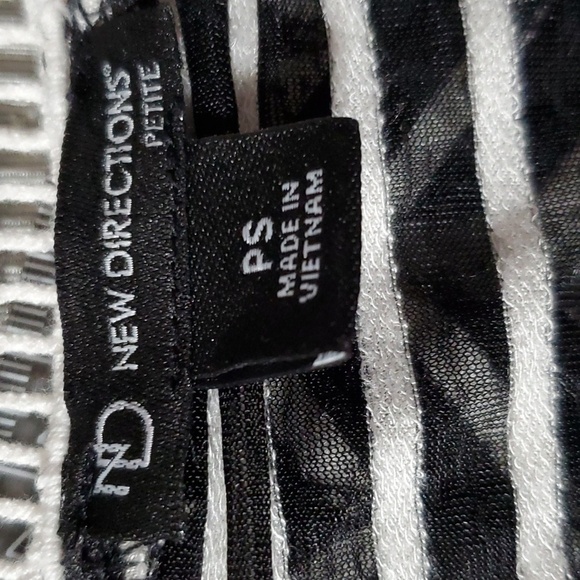 ND NEW DIRECTIONS®
PETITE
PS
MADE IN
VIETNAM